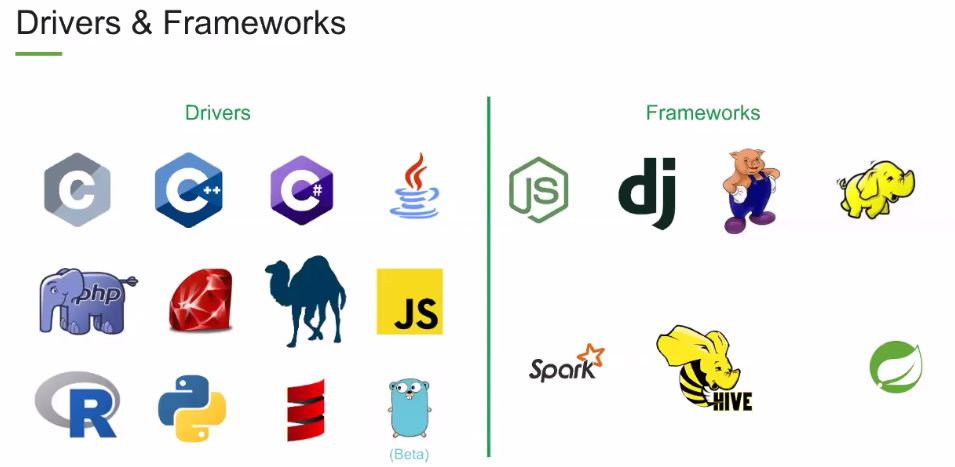 Drivers & Frameworks
Drivers
Frameworks
C
C++
C#
JS
dj
php
JS
Spark
HIVE
R
(Beta)